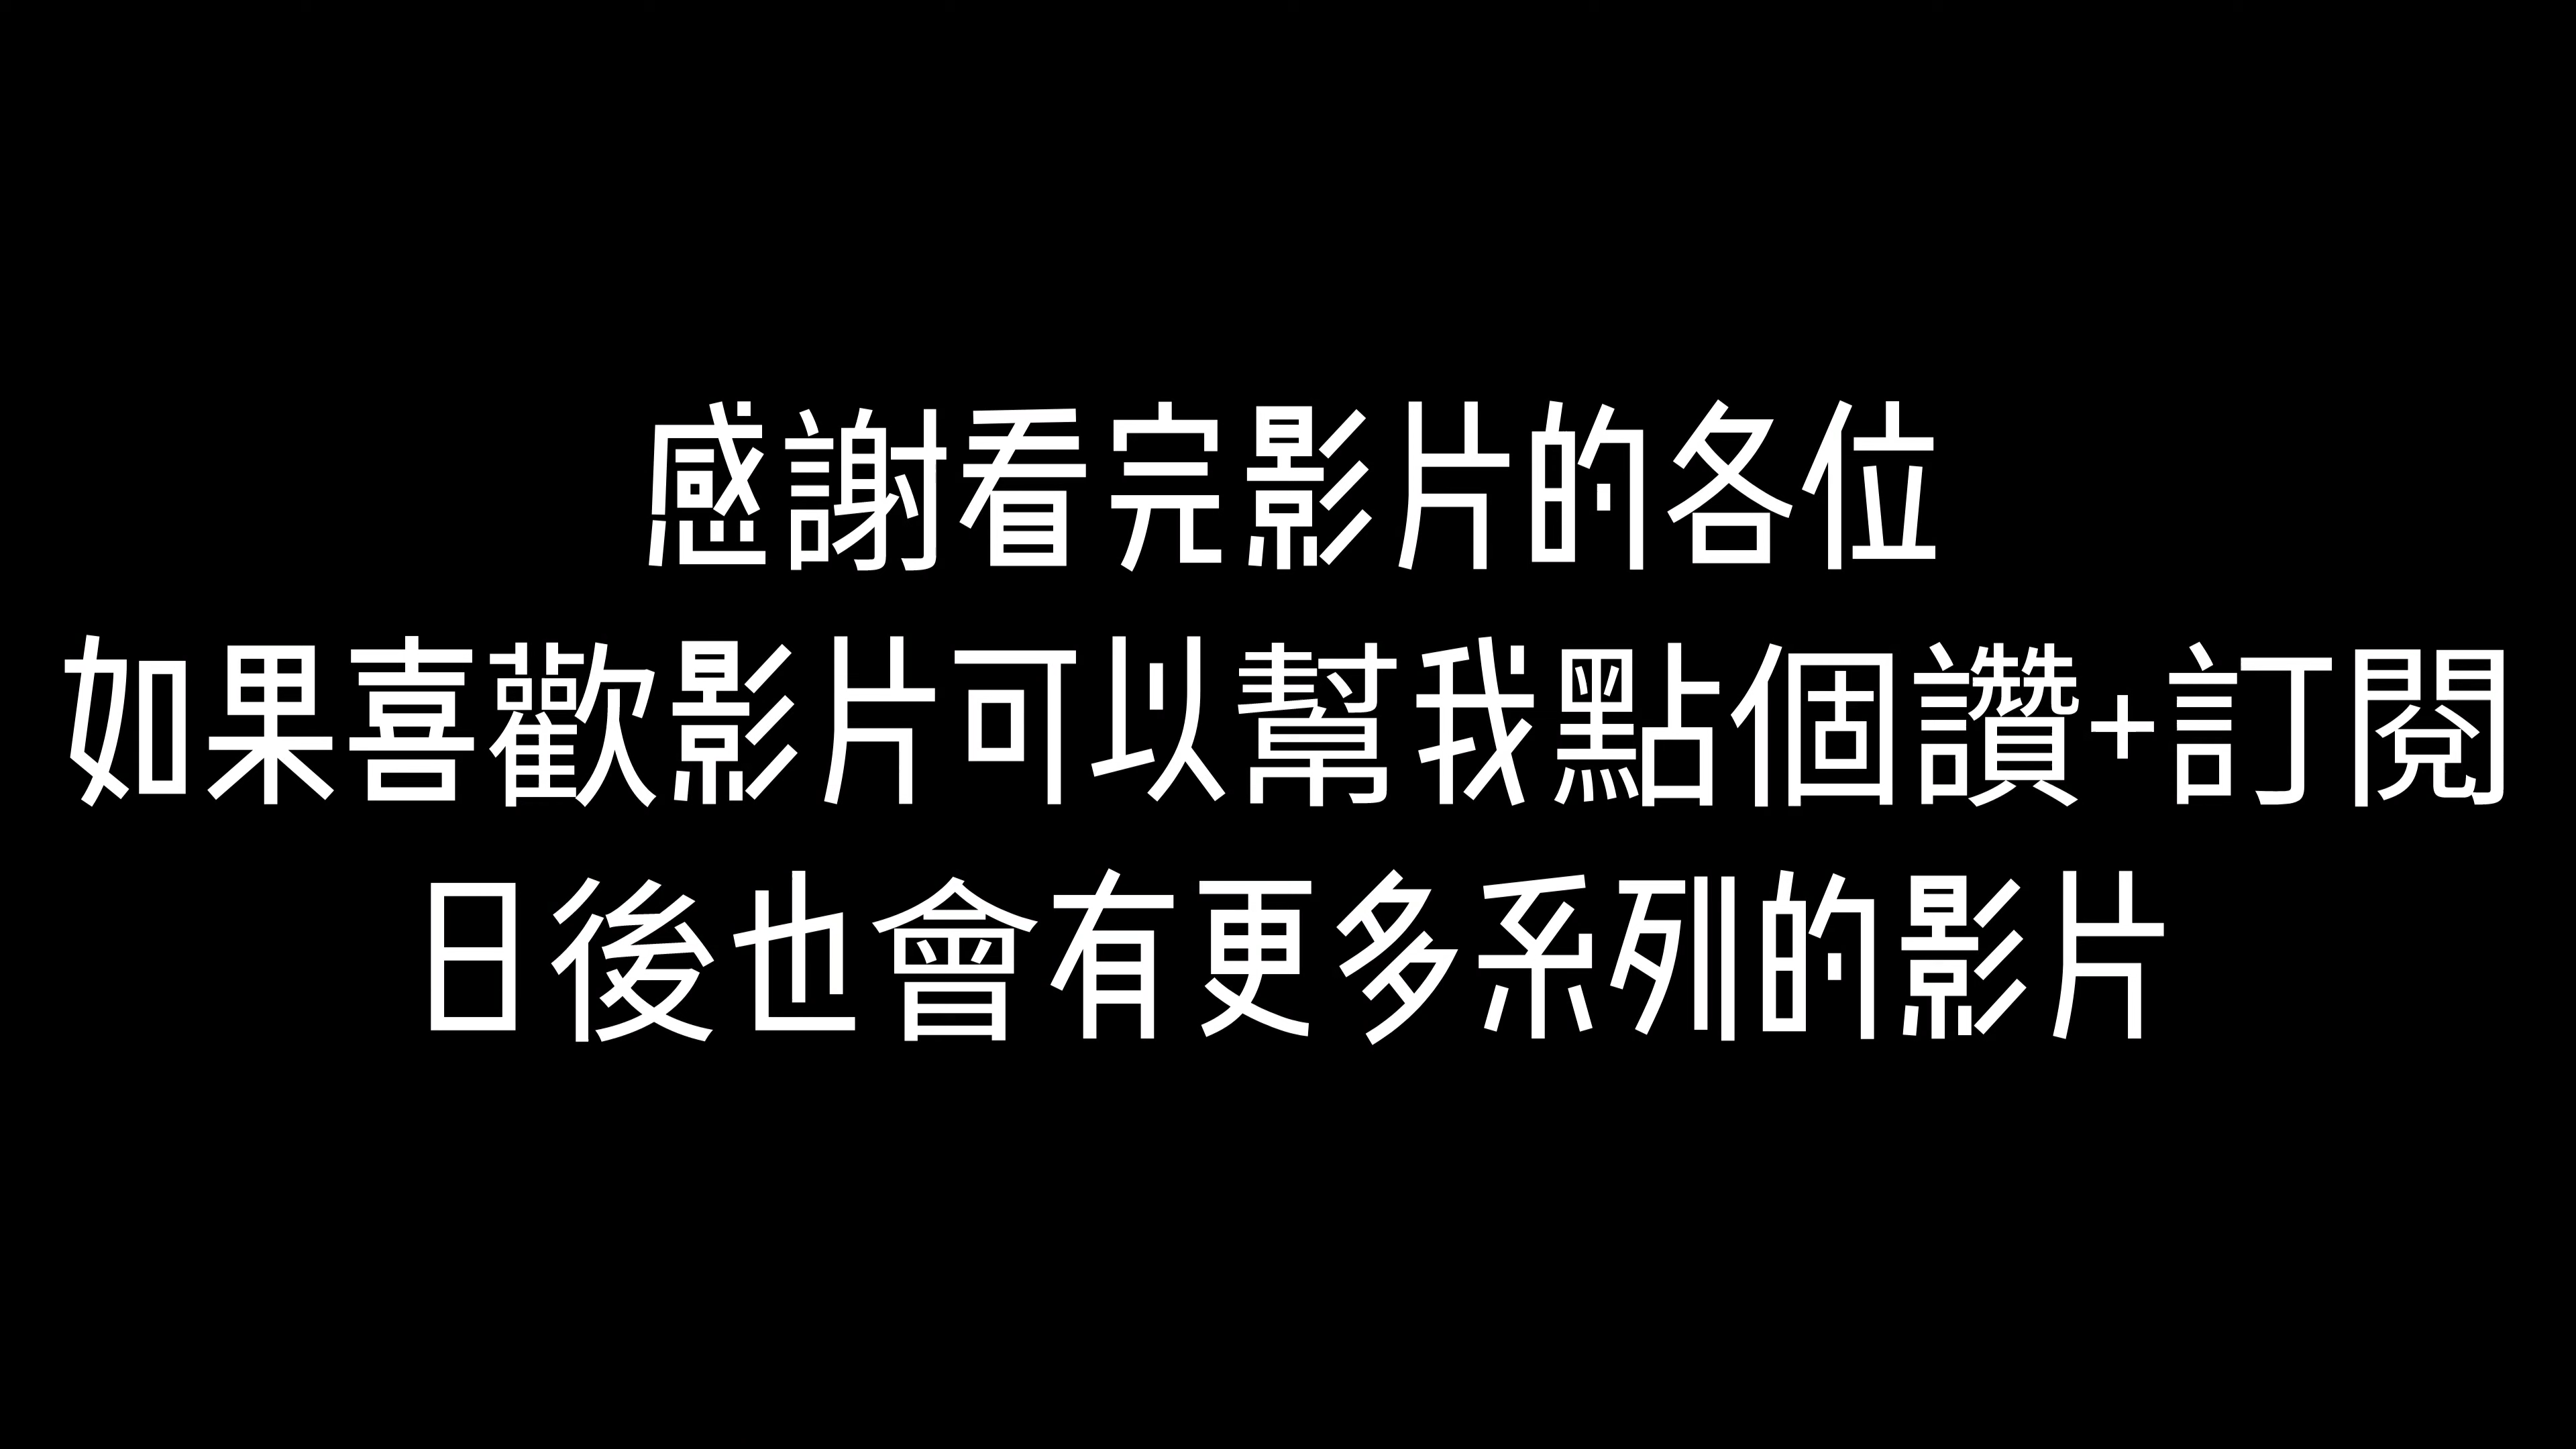 感謝看完影片的各位
如果喜歡影片可以幫我點個讚+訂閱
日後也會有更多系列的影片